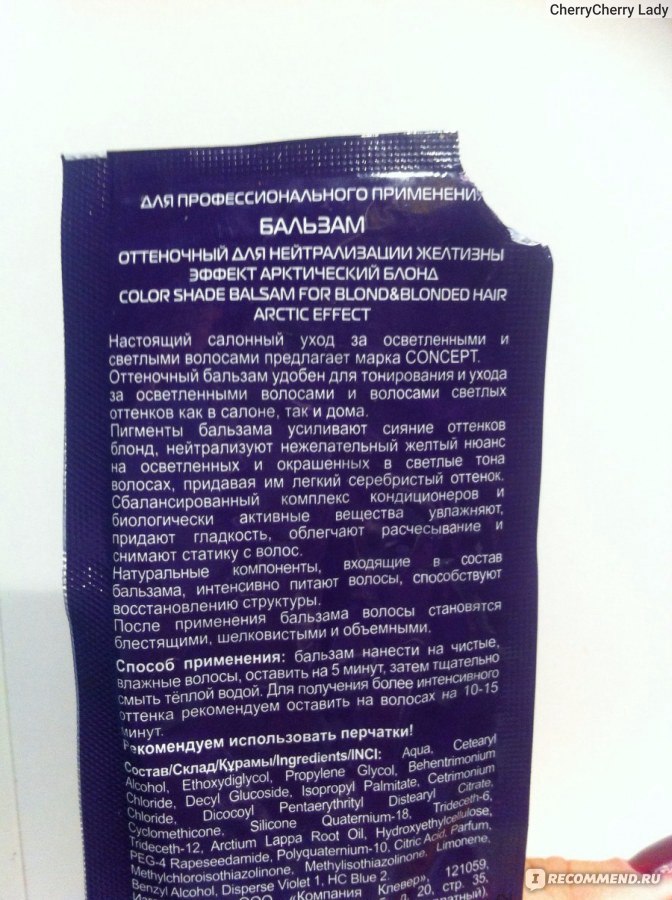 CherryCherry Lady
ДЛЯ ПРОФЕССИОНАЛЬНОГО ПРИМЕНЕНИЯ
БАЛЬЗАМ
ОТТЕНОЧНЫЙ ДЛЯ НЕЙТРАЛИЗАЦИИ ЖЕЛТИЗНЫ
ЭФФЕКТ АРКТИЧЕСКИЙ БЛОНД
COLOR SHADE BALSAM FOR BLOND&BLONDED HAIR
ARCTIC EFFECT
Настоящий салонный уход за осветленными и
светлыми волосами предлагает марка CONCEPT.
Оттеночный бальзам удобен для тонирования и ухода
за осветленными волосами и волосами светлых
оттенков как в салоне, так и дома.
Пигменты бальзама усиливают сияние оттенков
блонд, нейтрализуют нежелательный желтый нюанс
на осветленных и окрашенных в светлые тона
волосах, придавая им легкий серебристый оттенок.
Сбалансированный комплекс кондиционеров и
биологически активные вещества увлажняют,
придают гладкость, облегчают расчесывание и
снимают статику с волос.
Натуральные компоненты, входящие в состав
бальзама, интенсивно питают волосы, способствуют
восстановлению структуры.
После применения бальзама волосы становятся
блестящими, шелковистыми и объемными.
Способ применения: бальзам нанести на чистые,
влажные волосы, оставить на 5 минут, затем тщательно
смыть тёплой водой. Для получения более интенсивного
оттенка рекомендуем оставить на волосах на 10-15
минут.
Рекомендуем использовать перчатки!
Состав/Склад/Құрамы/Ingredients/INCI: Aqua, Cetearyl
Alcohol, Ethoxydiglycol, Propylene Glycol, Behentrimonium
Chloride, Decyl Glucoside, Isopropyl Palmitate, Cetrimonium
Chloride, Dicocoyl Pentaerythrity Distearyl Citrate,
Cyclomethicone, Silicone Quaternium-18, Trideceth-6,
Trideceth-12, Arctium Lappa Root Oil, Hydroxyethylcellulose,
PEG-4 Rapeseedamide, Polyquaternium-10, Citric Acid, Parfum,
Methylchloroisothiazolinone, Methylisothiazolinone, Limonene,
Benzyl Alcohol, Disperse Violet 1, HC Blue 2.
ООО «Компания Клевер», 121059,
д. 20, стр. 35,
IRECOMMEND.RU